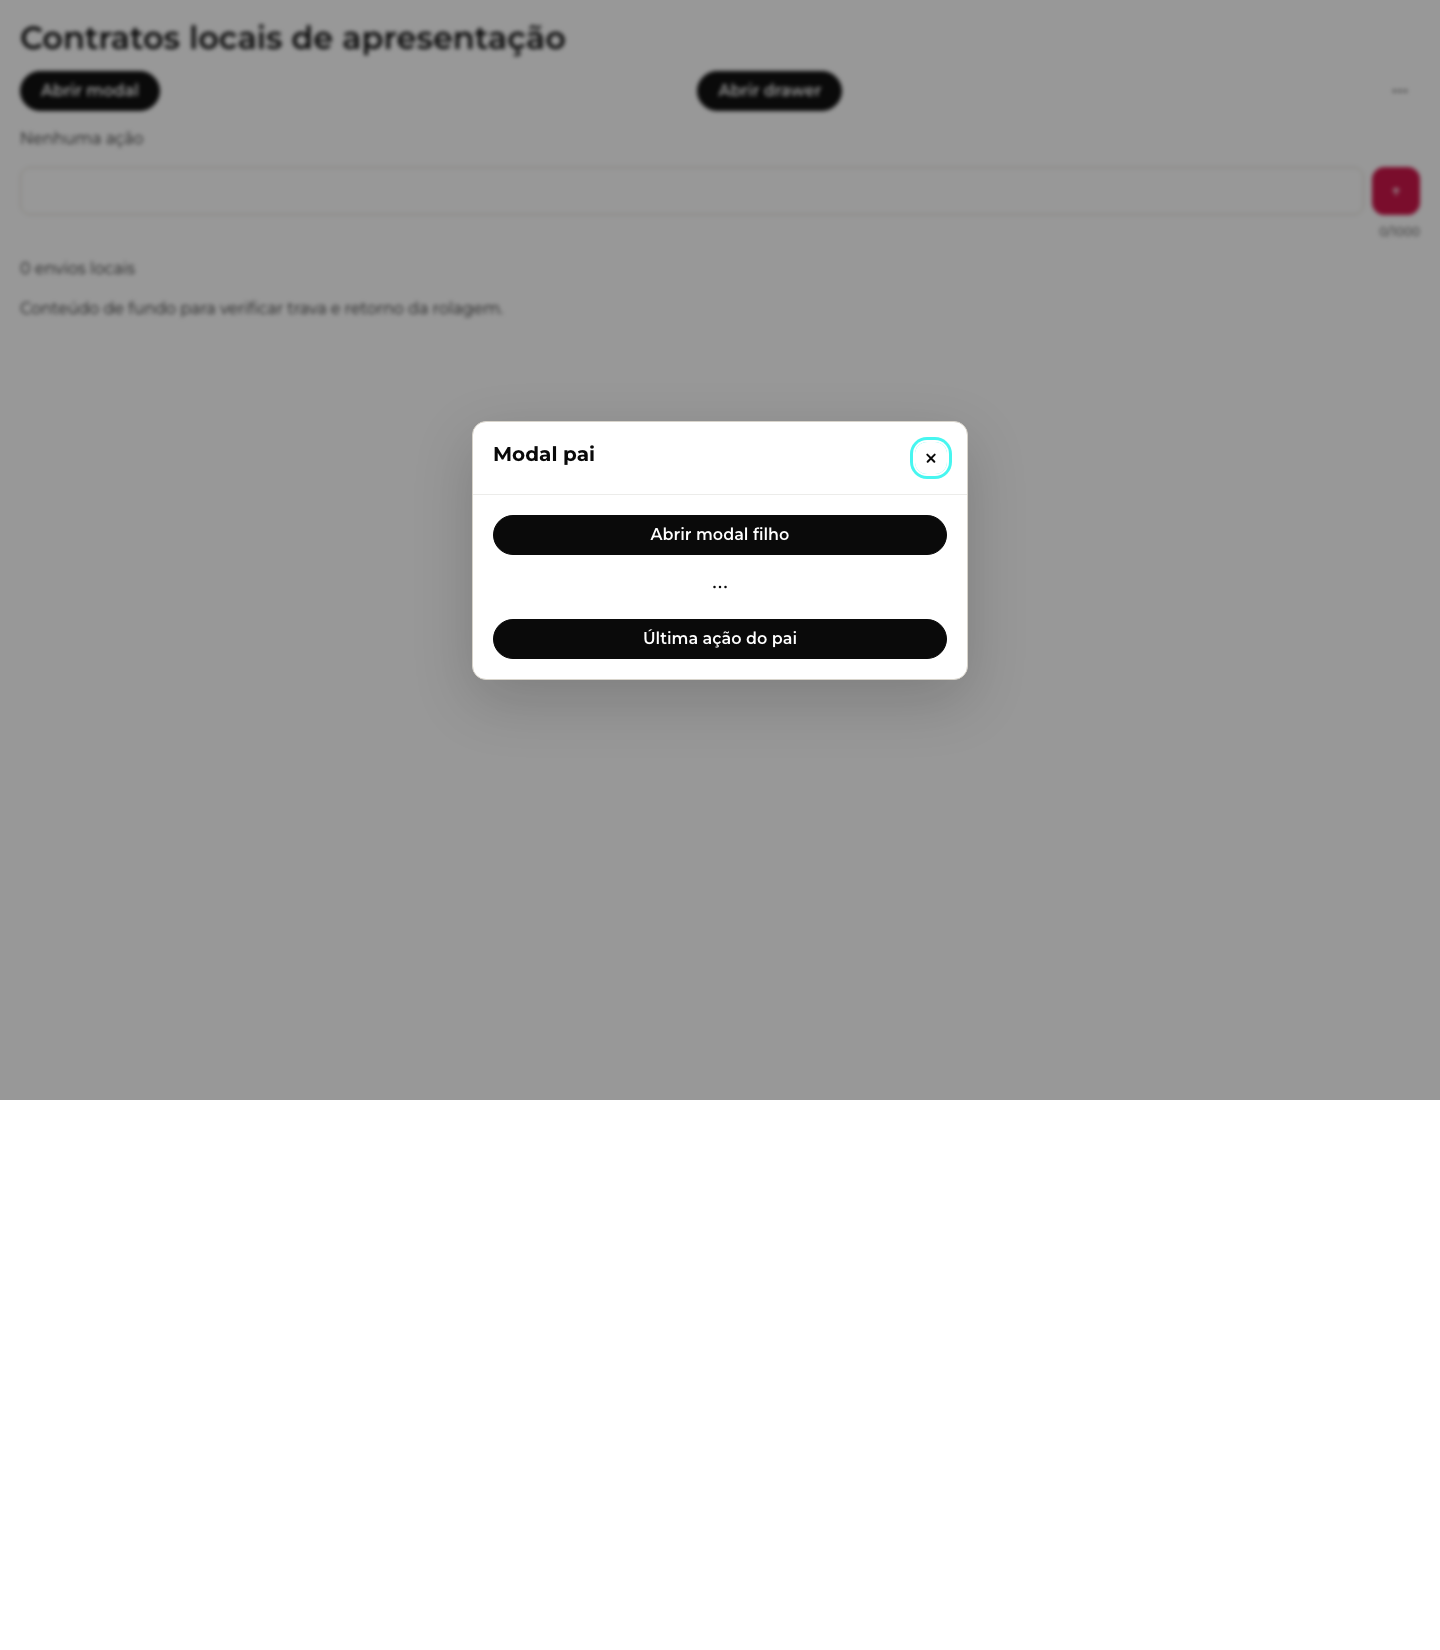 Contratos locais de apresentação
Abrir modal
Abrir drawer
...
Nenhuma ação
0/1000
0 envios locais
Conteúdo de fundo para verificar trava e retorno da rolagem.
Modal pai
×
Abrir modal filho
...
Última ação do pai